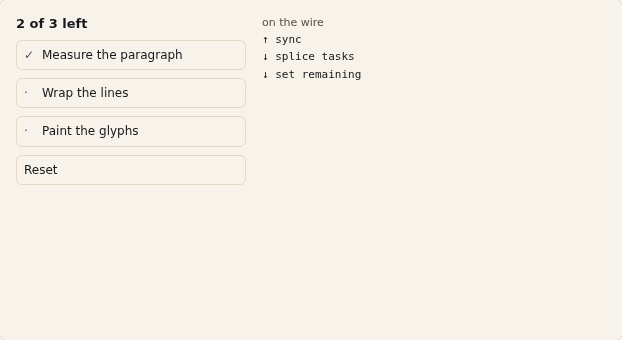 2 of 3 left
✓ Measure the paragraph
· Wrap the lines
· Paint the glyphs
Reset
on the wire
↑ sync
↓ splice tasks
↓ set remaining